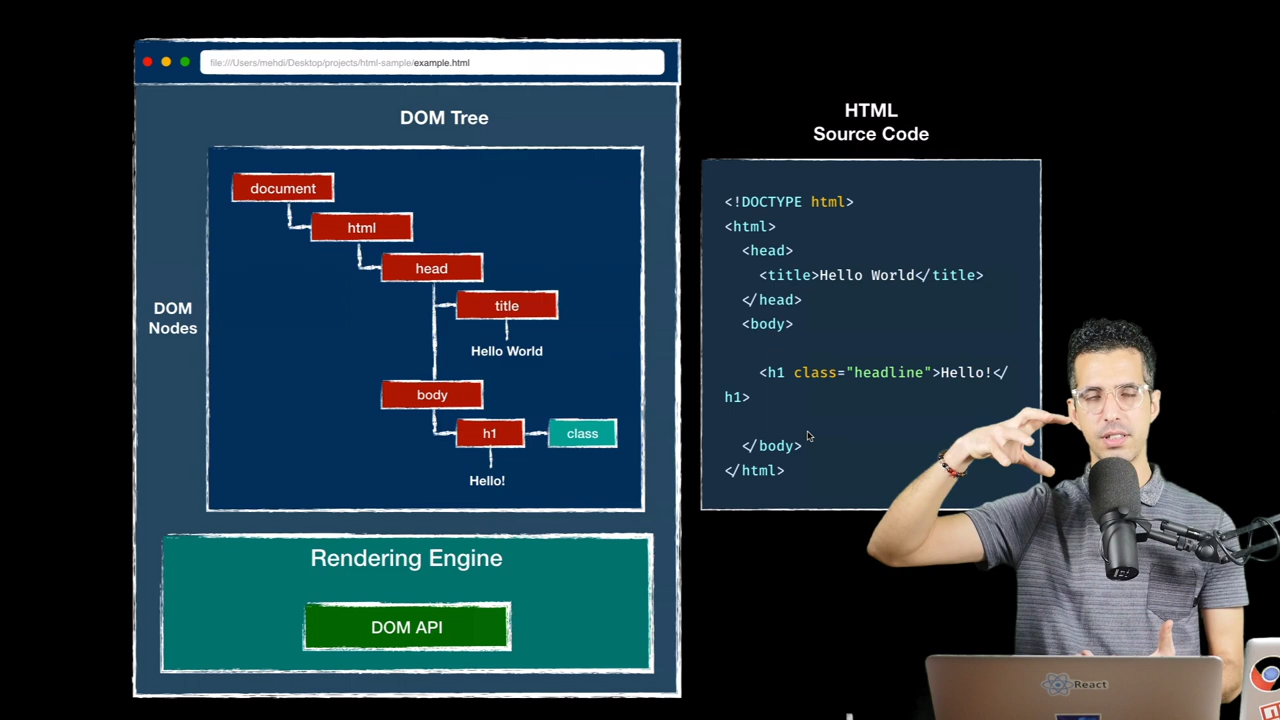 file:///Users/mehdi/Desktop/projects/html-sample/example.html
DOM Tree
document
html
head
title
Hello World
body
h1
class
Hello!
DOM
Nodes
Rendering Engine
DOM API
HTML
Source Code
<!DOCTYPE html>
<html>
<head>
<title>Hello World</title>
</head>
<body>
<h1 class="headline">Hello!</
h1>
</body>
</html>
React